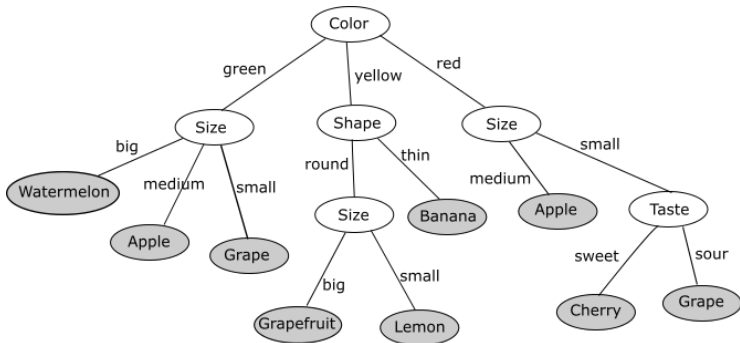 Color
green
yellow
red
Size
Shape
Size
big
medium
small
round
thin
medium
small
Watermelon
Apple
Grape
Size
Banana
Apple
Taste
big
small
sweet
sour
Grapefruit
Lemon
Cherry
Grape